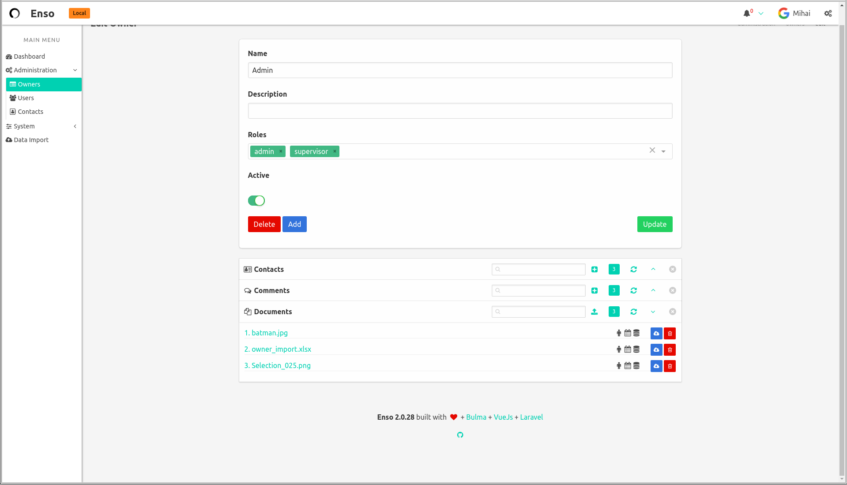 Enso
Local
0
Mihai
Edit Owner
MAIN MENU
Dashboard
Administration
Owners
Users
Contacts
System
Data Import
Name
Admin
Description
Roles
admin ×
supervisor ×
Active
Delete
Add
Update
Contacts
Comments
Documents
3
1. batman.jpg
2. owner_import.xlsx
3. Selection_025.png
Enso 2.0.28 built with + Bulma + VueJs + Laravel